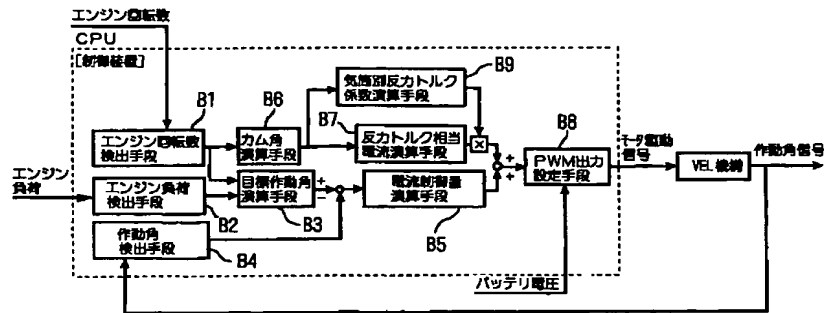 エンジン回転数
CPU
[制御装置]
B1
エンジン回転数
検出手段
B6
カム角
演算手段
B9
気筒別反力トルク
係数演算手段
B7
反力トルク相当
電流演算手段
×
B8
PWM出力
設定手段
モータ駆動
信号
VEL機構
作動角信号
エンジン
負荷
エンジン負荷
検出手段
B2
目標作動角
演算手段
B3
+
−
電流制御量
演算手段
B5
+
+
作動角
検出手段
B4
バッテリ電圧